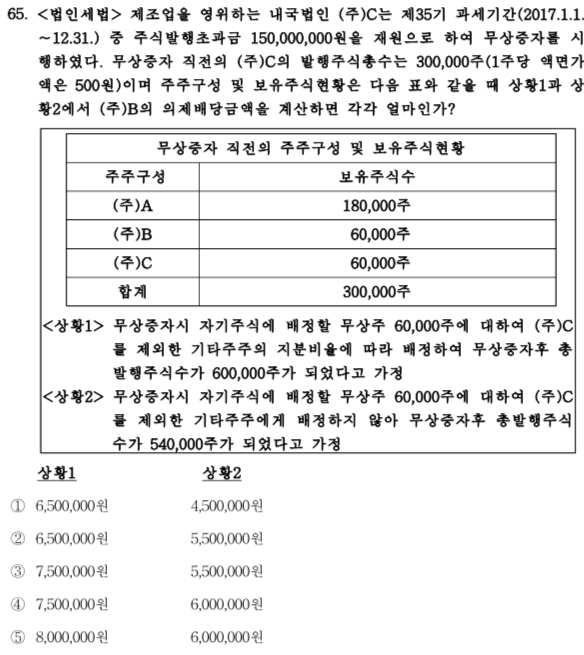 65. <법인세법> 제조업을 영위하는 내국법인 (주)C는 제35기 과세기간(2017.1.1.
~12.31.) 중 주식발행초과금 150,000,000원을 재원으로 하여 무상증자를 시
행하였다. 무상증자 직전의 (주)C의 발행주식총수는 300,000주(1주당 액면가
액은 500원)이며 주주구성 및 보유주식현황은 다음 표와 같을 때 상황1과 상
황2에서 (주)B의 의제배당금액을 계산하면 각각 얼마인가?
무상증자 직전의 주주구성 및 보유주식현황
주주구성 보유주식수
(주)A 180,000주
(주)B 60,000주
(주)C 60,000주
합계 300,000주
<상황1> 무상증자시 자기주식에 배정할 무상주 60,000주에 대하여 (주)C
를 제외한 기타주주의 지분비율에 따라 배정하여 무상증자후 총
발행주식수가 600,000주가 되었다고 가정
<상황2> 무상증자시 자기주식에 배정할 무상주 60,000주에 대하여 (주)C
를 제외한 기타주주에게 배정하지 않아 무상증자후 총발행주식
수가 540,000주가 되었다고 가정
상황1 상황2
① 6,500,000원 4,500,000원
② 6,500,000원 5,500,000원
③ 7,500,000원 5,500,000원
④ 7,500,000원 6,000,000원
⑤ 8,000,000원 6,000,000원